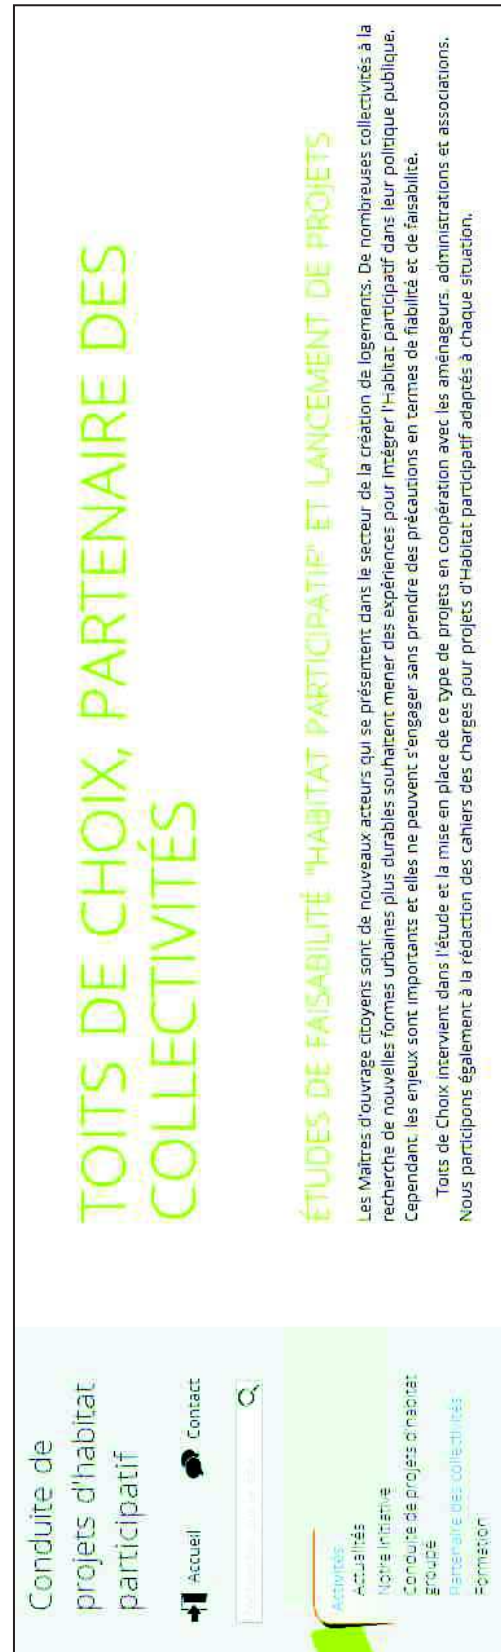 Conduite de
projets d'habitat
participatif
Accueil
Contact
Activités
Actualités
Notre initiative
Conduite de projets d'habitat
groupé
Partenaire des collectivités
Formation
TOITS DE CHOIX, PARTENAIRE DES
COLLECTIVITÉS
ÉTUDES DE FAISABILITÉ "HABITAT PARTICIPATIF" ET LANCEMENT DE PROJETS
Les Maîtres d'ouvrage citoyens sont de nouveaux acteurs qui se présentent dans le secteur de la création de logements. De nombreuses collectivités à la
recherche de nouvelles formes urbaines plus durables souhaitent mener des expériences pour intégrer l'Habitat participatif dans leur politique publique.
Cependant, les enjeux sont importants et elles ne peuvent s'engager sans prendre des précautions en termes de fiabilité et de faisabilité.
Toits de Choix intervient dans l'étude et la mise en place de ce type de projets en coopération avec les aménageurs, administrations et associations.
Nous participons également à la rédaction des cahiers des charges pour projets d'Habitat participatif adaptés à chaque situation.